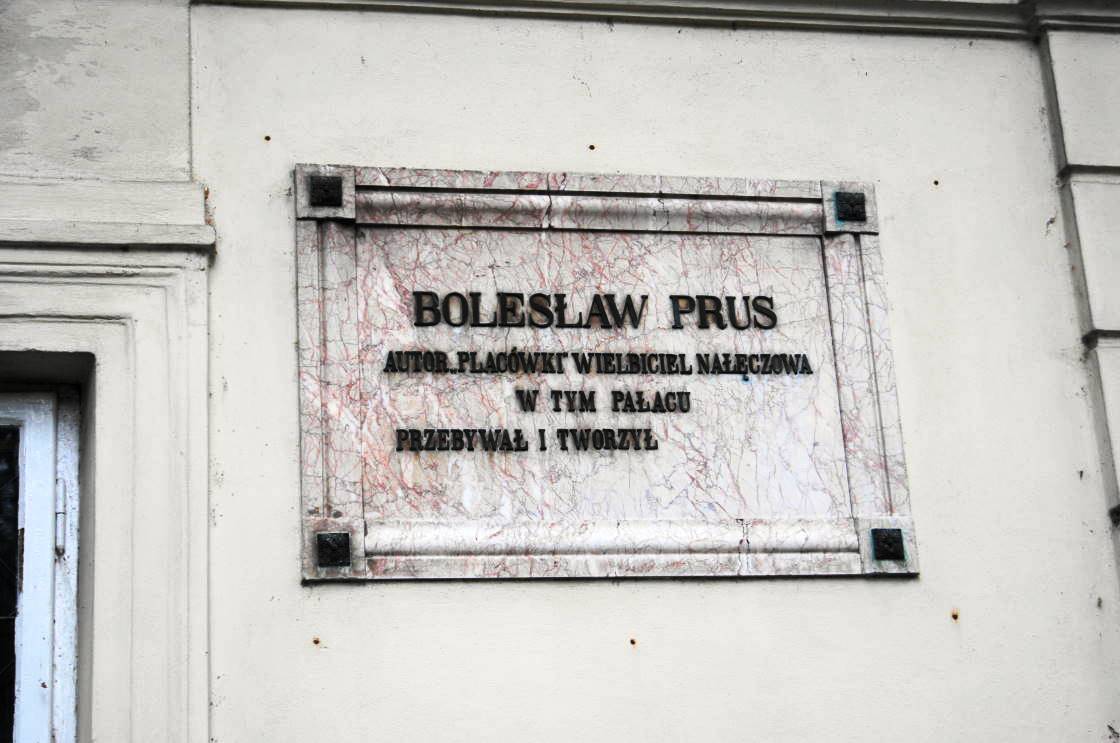 BOLESŁAW PRUS
AUTOR „PLACÓWKI" WIELBICIEL NAŁĘCZOWA
W TYM PAŁACU
PRZEBYWAŁ I TWORZYŁ